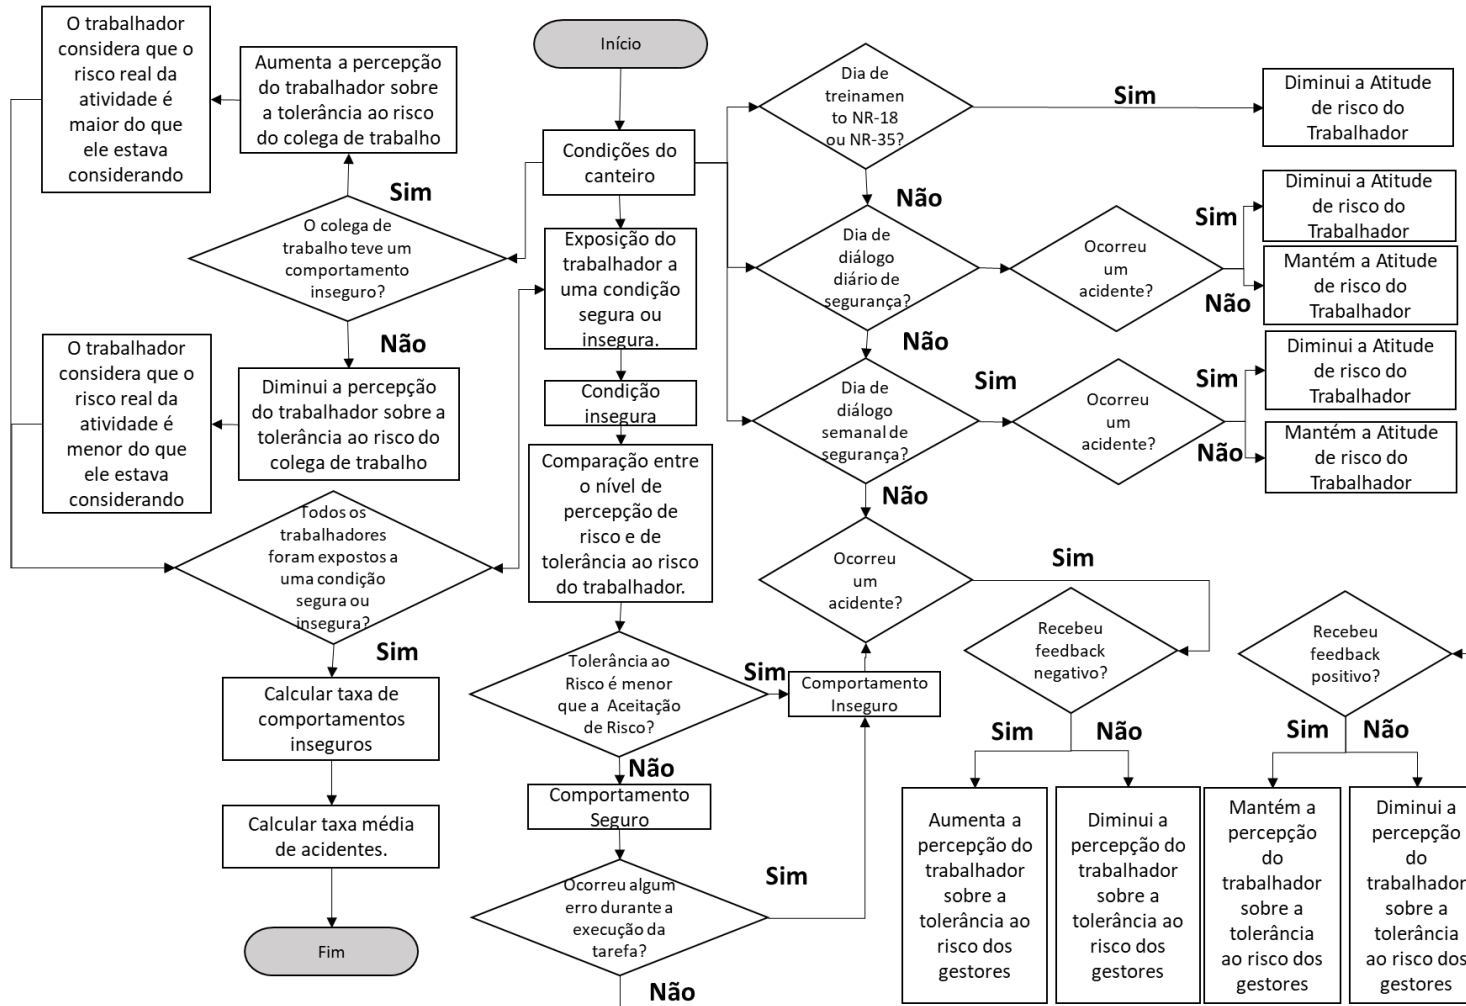 Início
Condições do
canteiro
O trabalhador
considera que o
risco real da
atividade é
maior do que
ele estava
considerando
Aumenta a percepção
do trabalhador sobre
a tolerância ao risco
do colega de trabalho
Sim
O colega de
trabalho teve um
comportamento
inseguro?
Não
O trabalhador
considera que o
risco real da
atividade é
menor do que
ele estava
considerando
Diminui a percepção
do trabalhador sobre a
tolerância ao risco do
colega de trabalho
Todos os
trabalhadores
foram expostos a
uma condição
segura ou
insegura?
Sim
Calcular taxa de
comportamentos
inseguros
Calcular taxa média
de acidentes.
Fim
Exposição do
trabalhador a
uma condição
segura ou
insegura.
Condição
insegura
Comparação entre
o nível de
percepção de
risco e de
tolerância ao risco
do trabalhador.
Tolerância ao
Risco é menor
que a Aceitação
de Risco?
Sim
Não
Comportamento
Seguro
Ocorreu algum
erro durante a
execução da
tarefa?
Sim
Não
Comportamento
Inseguro
Dia de
treinamen
to NR-18
ou NR-35?
Sim
Diminui a Atitude
de risco do
Trabalhador
Não
Dia de
diálogo
diário de
segurança?
Ocorreu
um
acidente?
Sim
Diminui a Atitude
de risco do
Trabalhador
Não
Mantém a Atitude
de risco do
Trabalhador
Não
Dia de
diálogo
semanal de
segurança?
Sim
Ocorreu
um
acidente?
Sim
Diminui a Atitude
de risco do
Trabalhador
Não
Mantém a Atitude
de risco do
Trabalhador
Não
Ocorreu
um
acidente?
Sim
Recebeu
feedback
negativo?
Sim
Não
Aumenta a
percepção do
trabalhador
sobre a
tolerância ao
risco dos
gestores
Diminui a
percepção do
trabalhador
sobre a
tolerância ao
risco dos
gestores
Recebeu
feedback
positivo?
Sim
Não
Mantém a
percepção
do
trabalhador
sobre a
tolerância
ao risco dos
gestores
Diminui a
percepção
do
trabalhador
sobre a
tolerância
ao risco dos
gestores